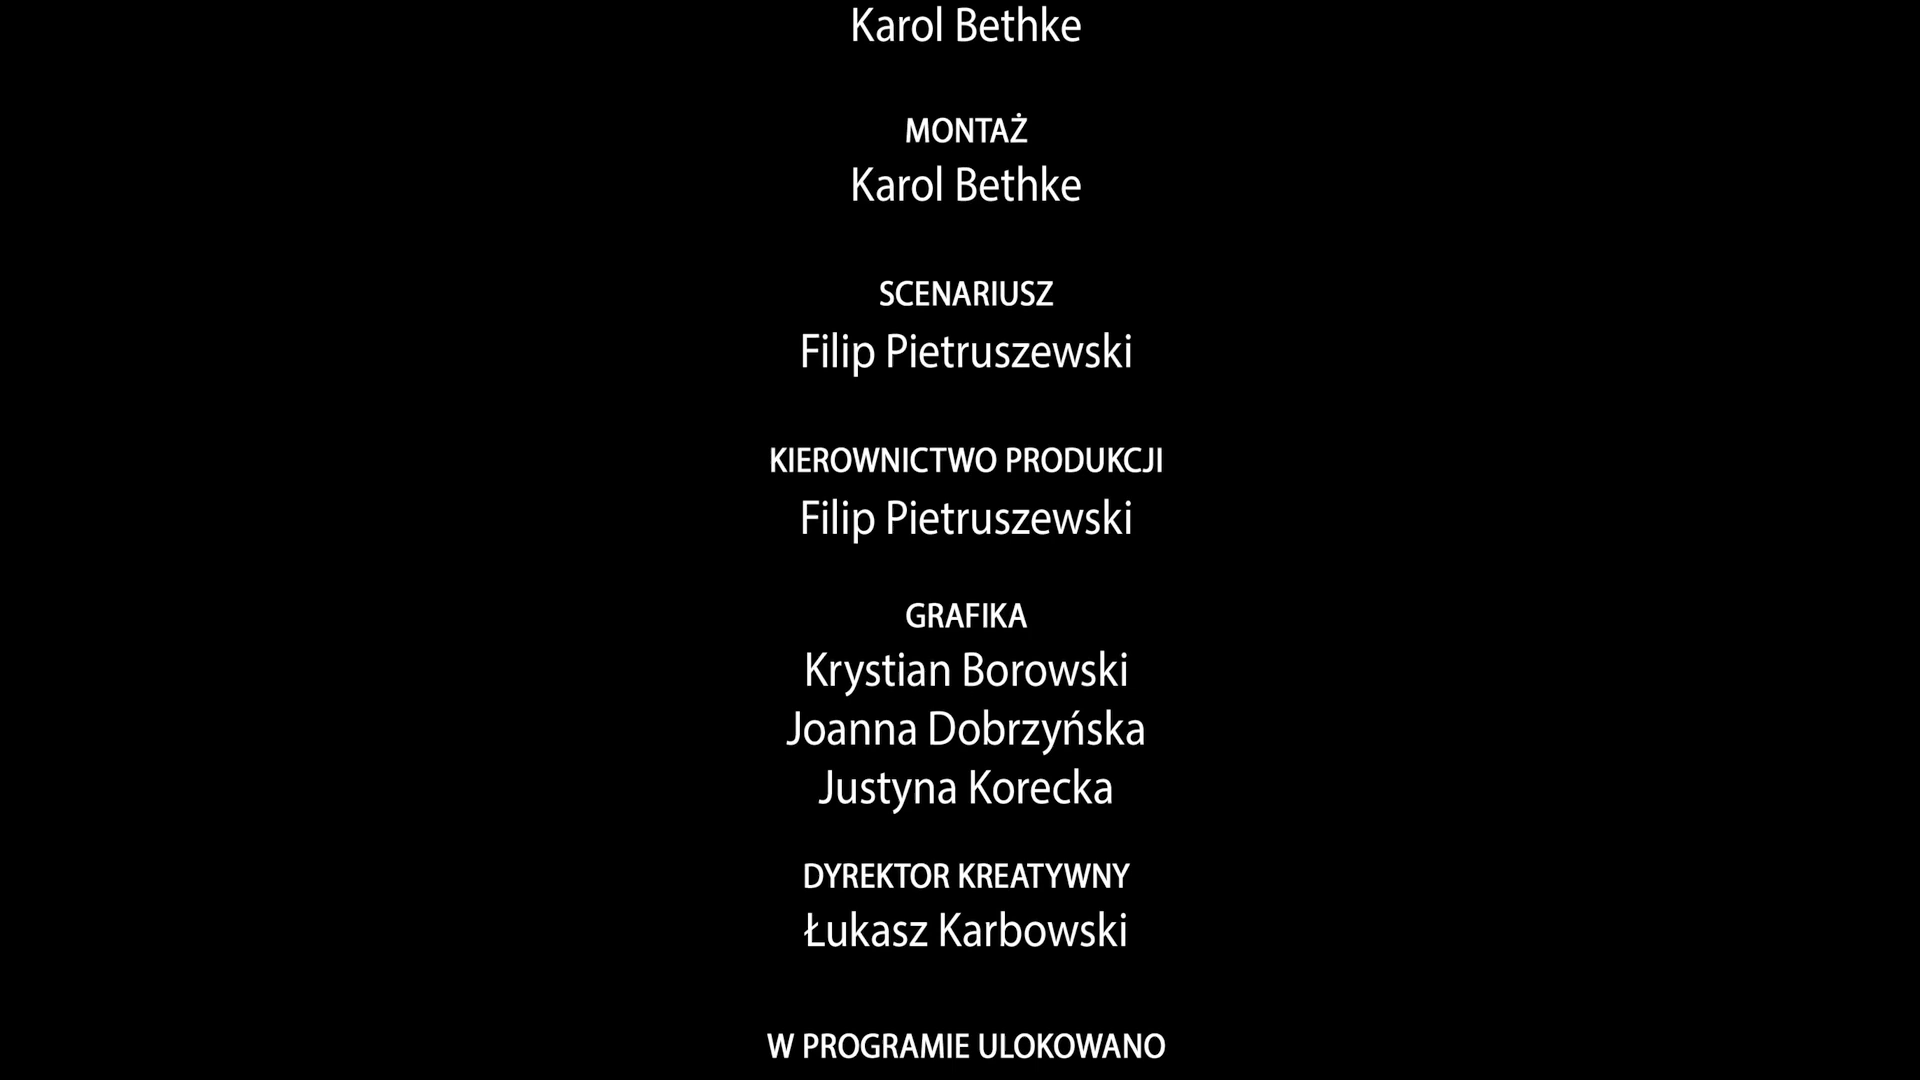 Karol Bethke
MONTAŻ
Karol Bethke
SCENARIUSZ
Filip Pietruszewski
KIEROWNICTWO PRODUKCJI
Filip Pietruszewski
GRAFIKA
Krystian Borowski
Joanna Dobrzyńska
Justyna Korecka
DYREKTOR KREATYWNY
Łukasz Karbowski
W PROGRAMIE ULOKOWANO